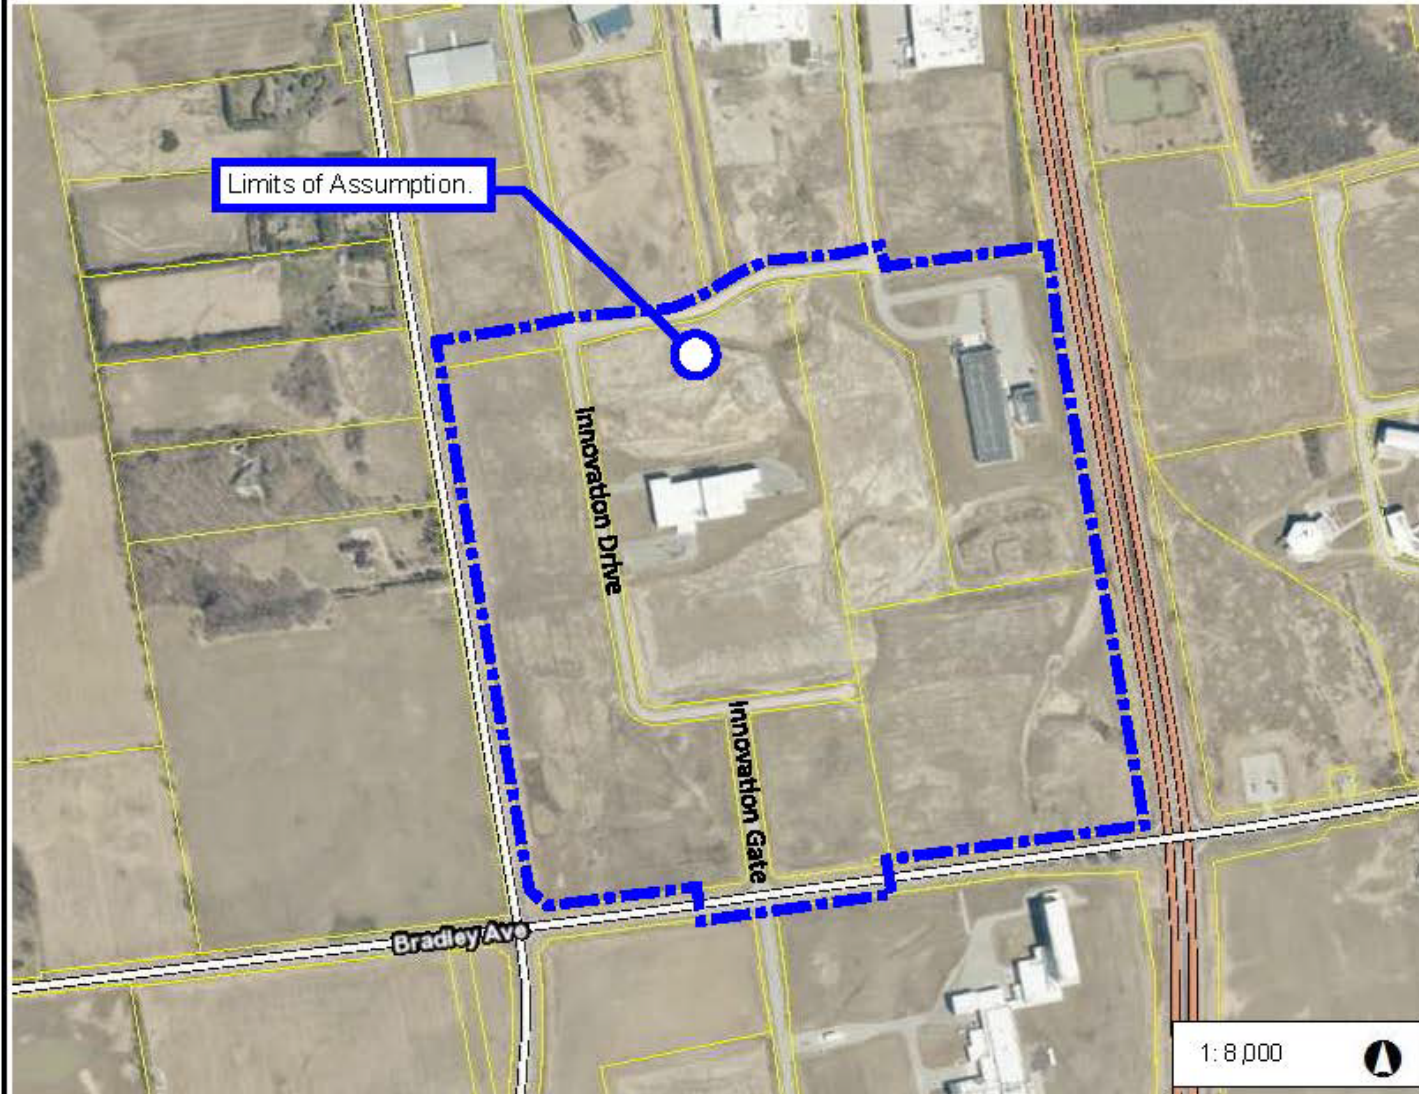 Limits of Assumption.
Innovation Drive
Innovation Gate
Bradley Ave
1: 8,000